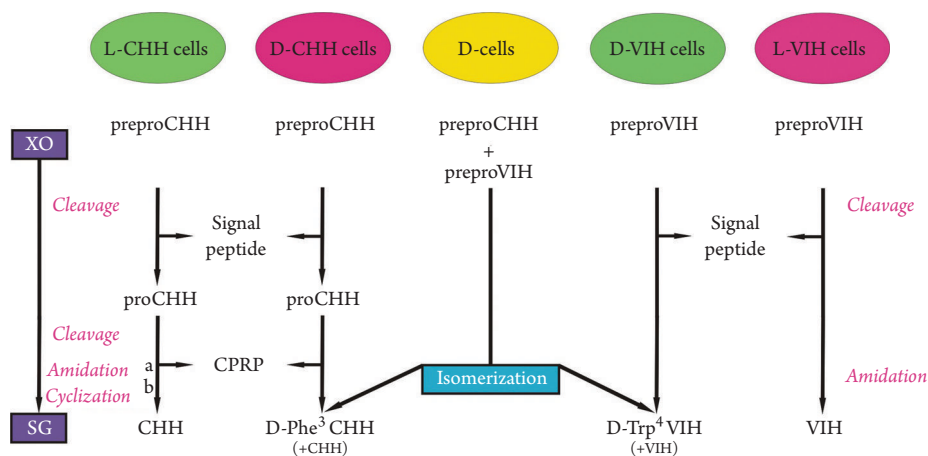 L-CHH cells
D-CHH cells
D-cells
D-VIH cells
L-VIH cells
preproCHH
preproCHH
preproCHH
+
preproVIH
preproVIH
preproVIH
XO
Cleavage
Signal
peptide
Signal
peptide
Cleavage
proCHH
proCHH
Cleavage
a
CPRP
Amidation
b
Cyclization
Isomerization
Amidation
SG
CHH
D-Phe³ CHH
(+CHH)
D-Trp⁴ VIH
(+VIH)
VIH